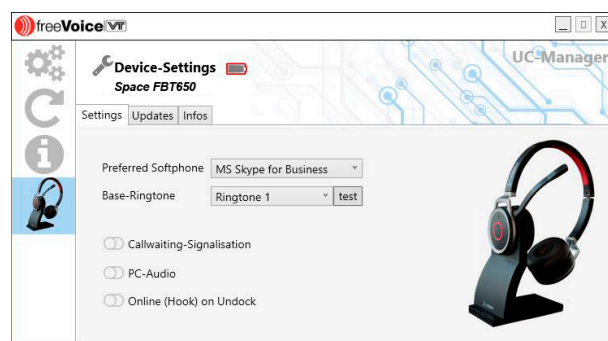 freeVoice VT
UC-Manager
Device-Settings
Space FBT650
Settings Updates Infos
Preferred Softphone MS Skype for Business
Base-Ringtone Ringtone 1 test
Callwaiting-Signalisation
PC-Audio
Online (Hook) on Undock